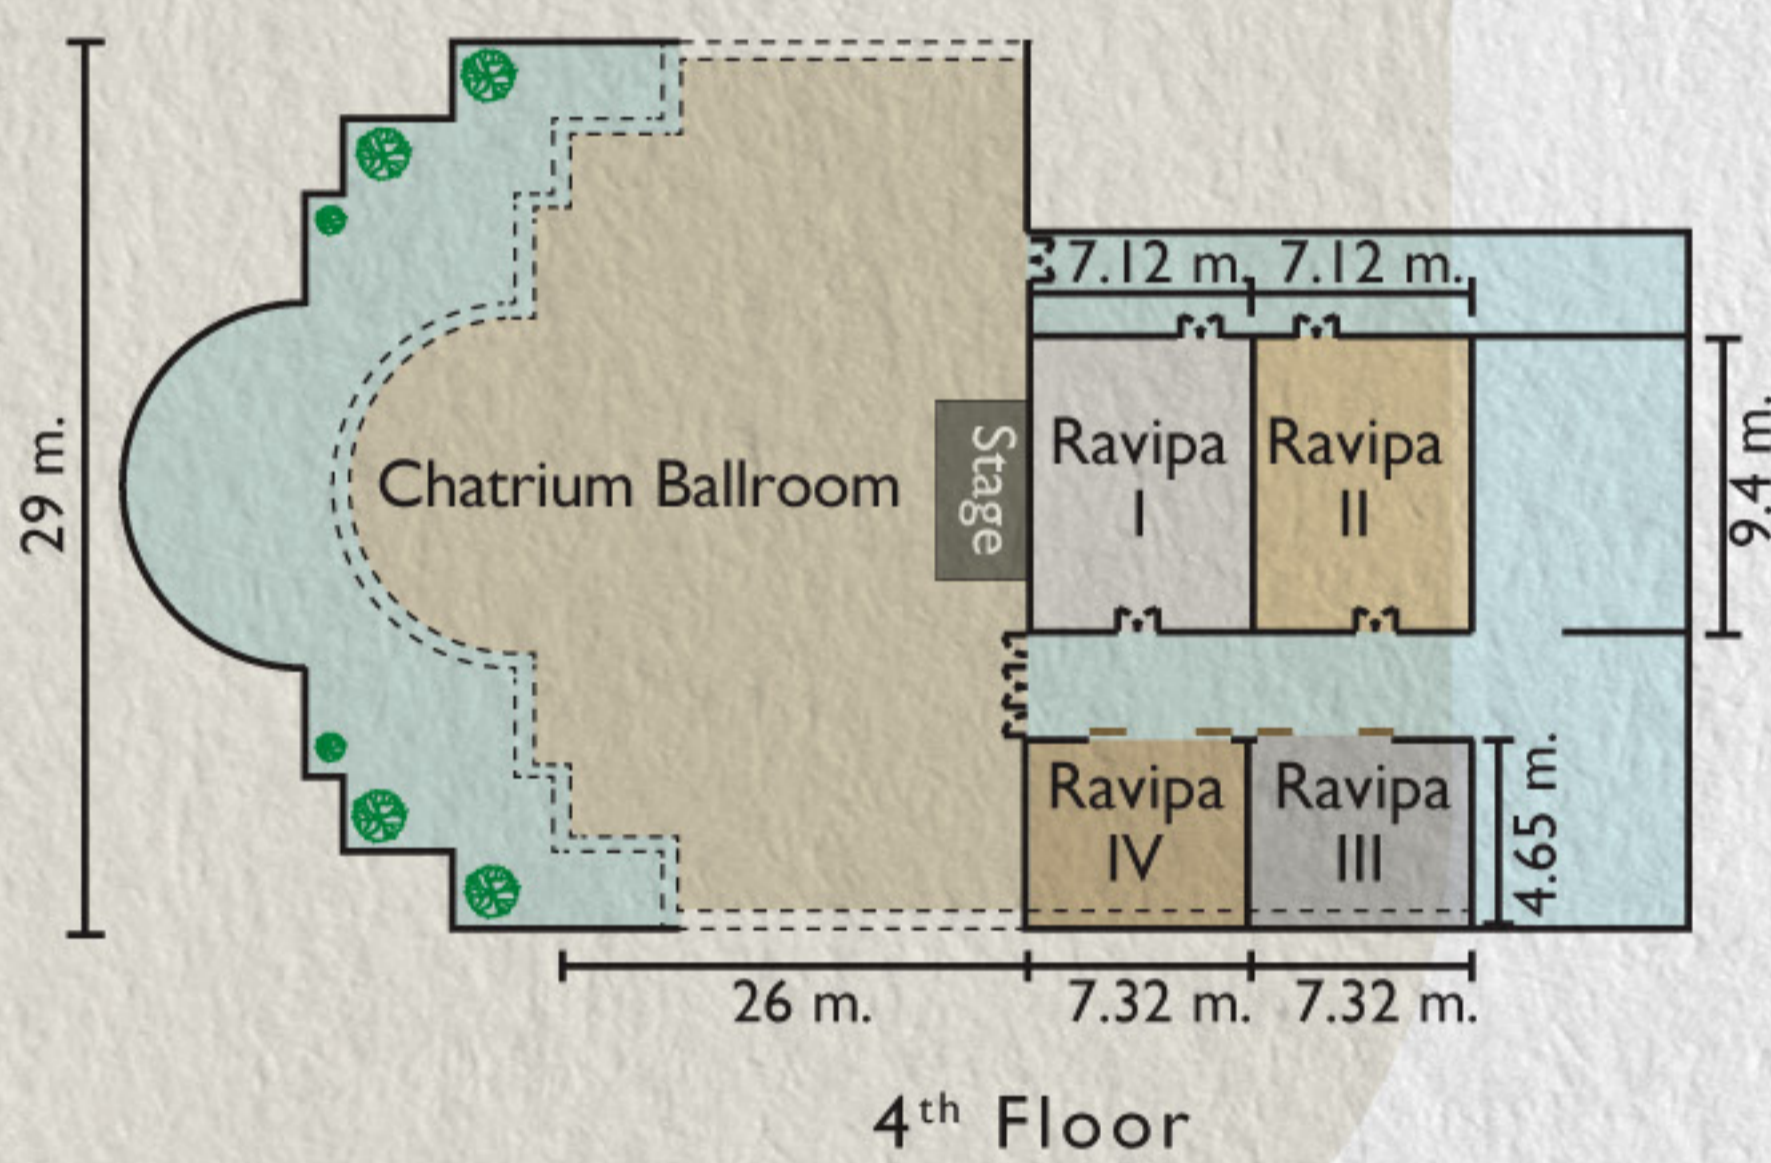 7.12 m. 7.12 m.
29 m.
Chatrium Ballroom
Stage
Ravipa
I
Ravipa
II
9.4 m.
Ravipa
IV
Ravipa
III
4.65 m.
26 m. 7.32 m. 7.32 m.
4th Floor